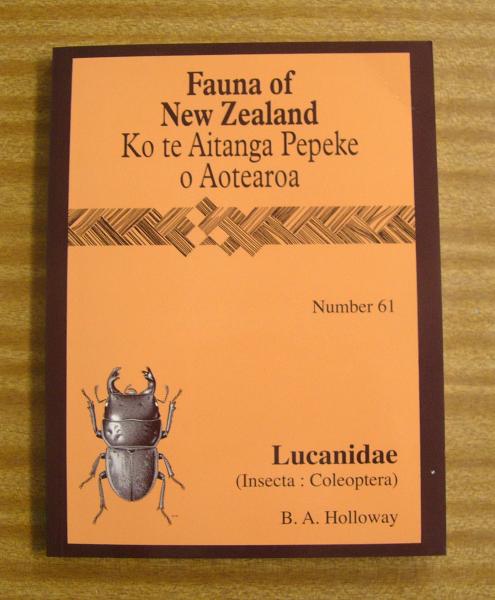 Fauna of
New Zealand
Ko te Aitanga Pepeke
o Aotearoa
Number 61
Lucanidae
(Insecta : Coleoptera)
B. A. Holloway